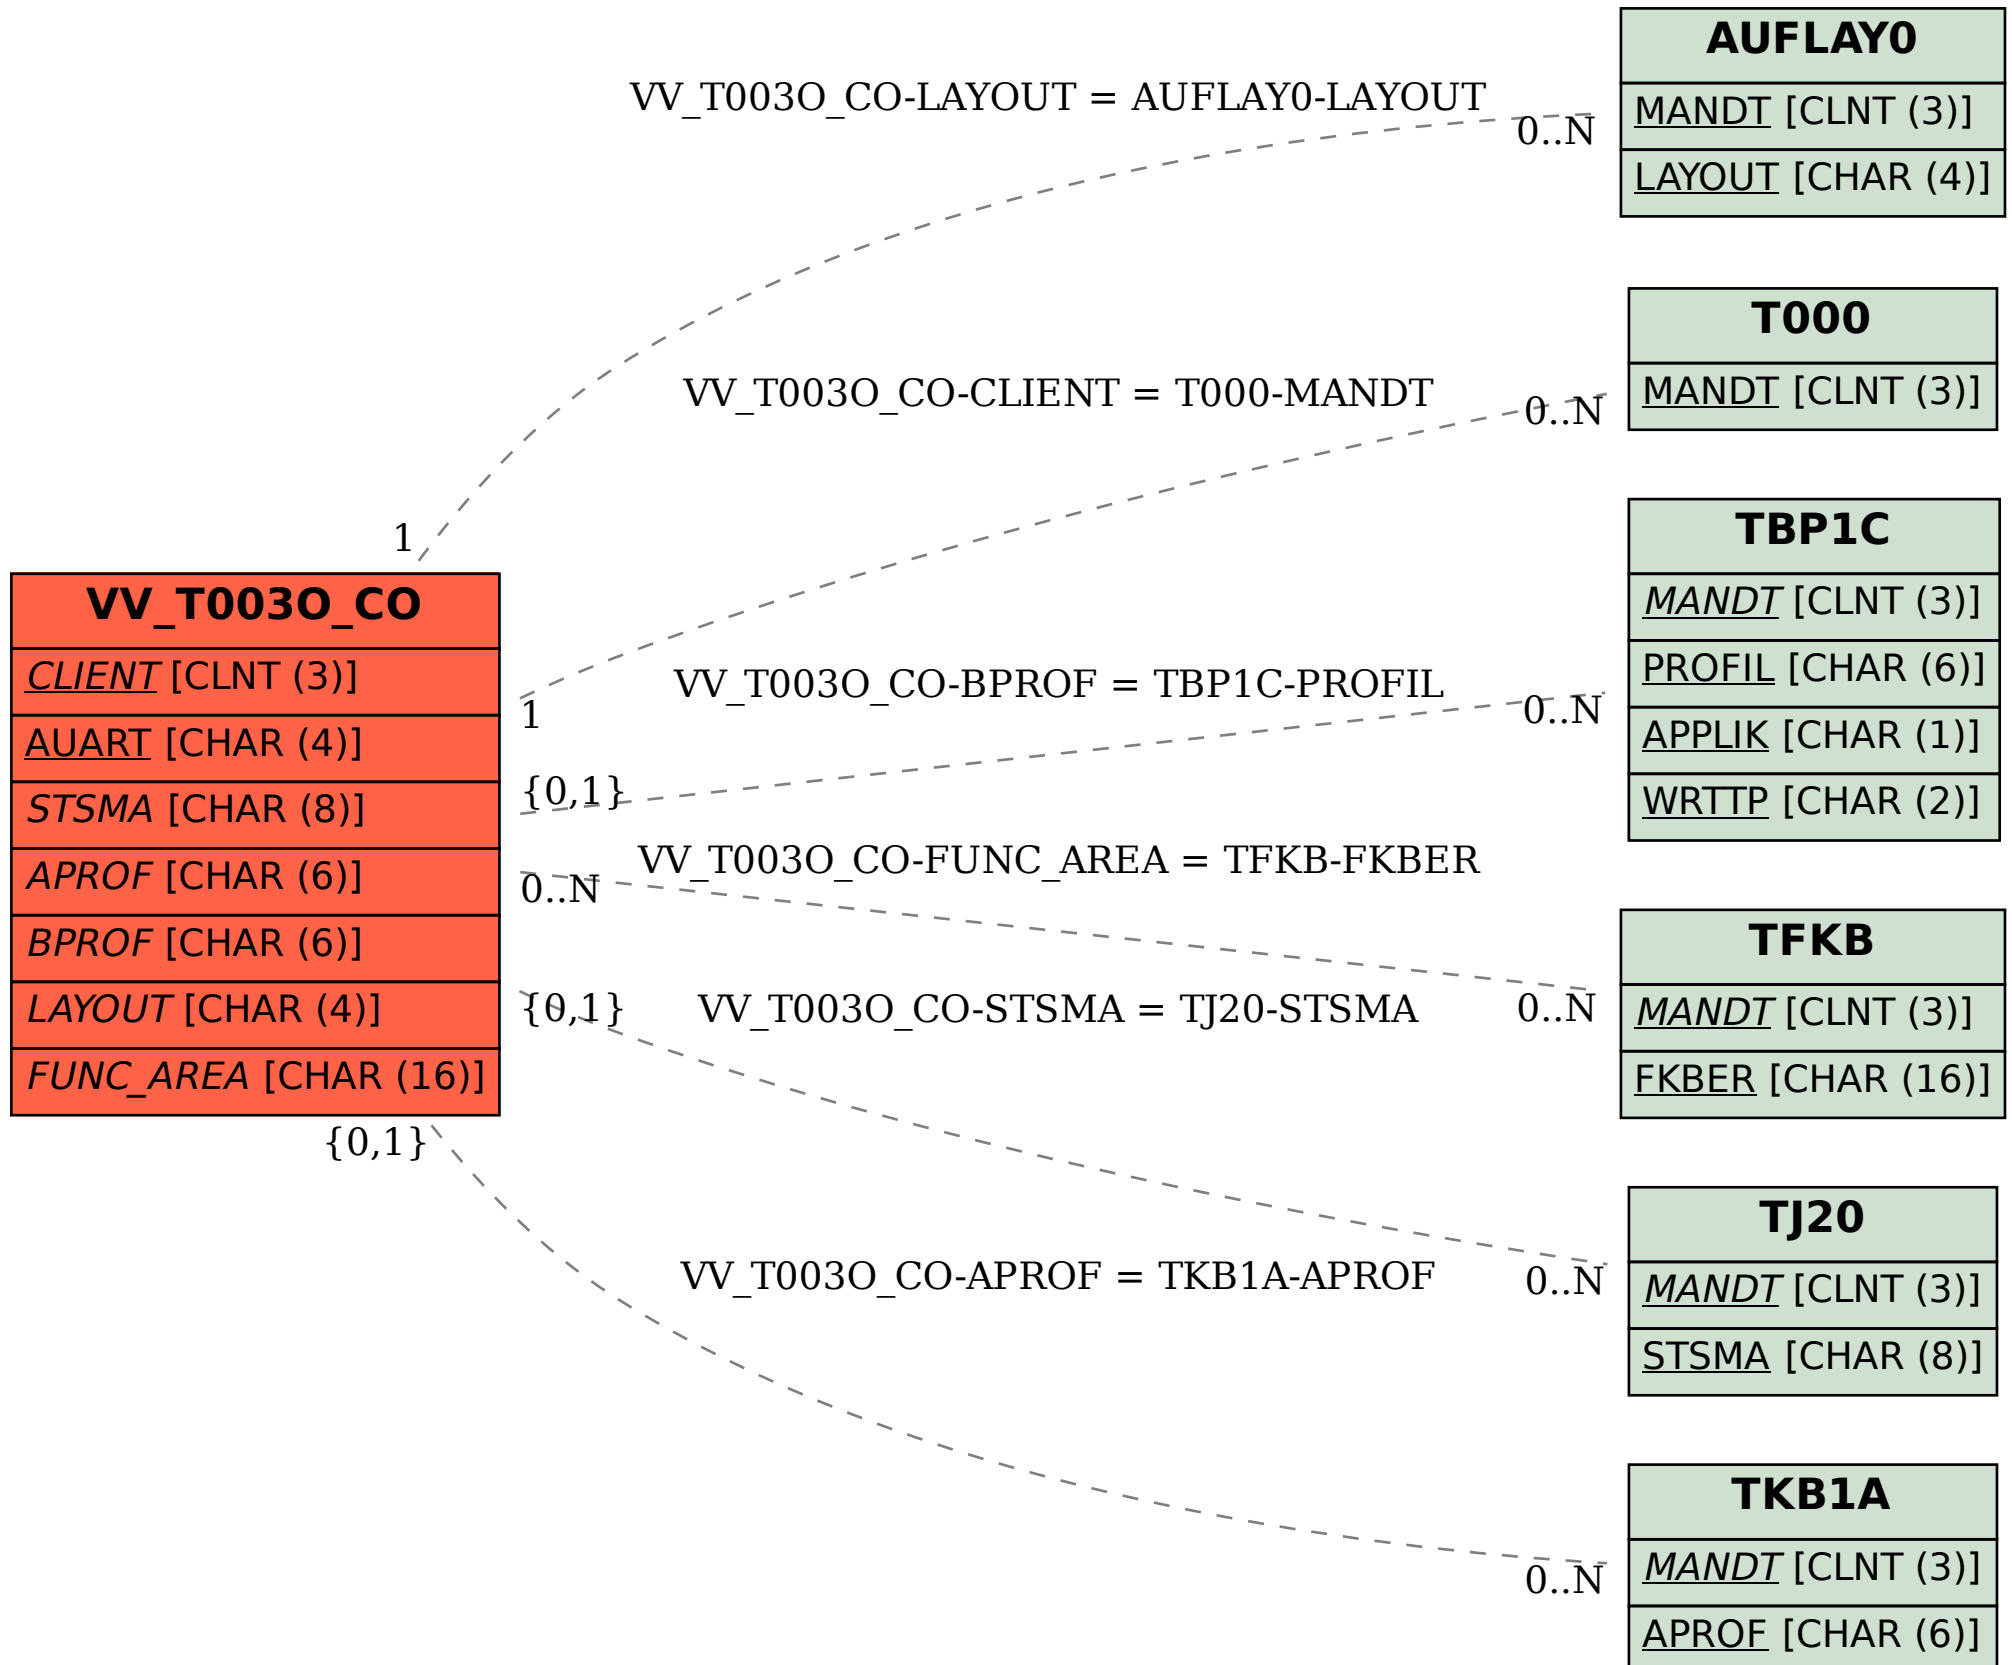 AUFLAY0
MANDT [CLNT (3)]
LAYOUT [CHAR (4)]
VV_T003O_CO-LAYOUT = AUFLAY0-LAYOUT
0..N
1
T000
MANDT [CLNT (3)]
VV_T003O_CO-CLIENT = T000-MANDT
0..N
1
TBP1C
MANDT [CLNT (3)]
PROFIL [CHAR (6)]
APPLIK [CHAR (1)]
WRTTP [CHAR (2)]
VV_T003O_CO-BPROF = TBP1C-PROFIL
0..N
{0,1}
VV_T003O_CO
CLIENT [CLNT (3)]
AUART [CHAR (4)]
STSMA [CHAR (8)]
APROF [CHAR (6)]
BPROF [CHAR (6)]
LAYOUT [CHAR (4)]
FUNC_AREA [CHAR (16)]
VV_T003O_CO-FUNC_AREA = TFKB-FKBER
0..N
0..N
TFKB
MANDT [CLNT (3)]
FKBER [CHAR (16)]
{0,1}
VV_T003O_CO-STSMA = TJ20-STSMA
0..N
TJ20
MANDT [CLNT (3)]
STSMA [CHAR (8)]
{0,1}
VV_T003O_CO-APROF = TKB1A-APROF
0..N
TKB1A
MANDT [CLNT (3)]
APROF [CHAR (6)]